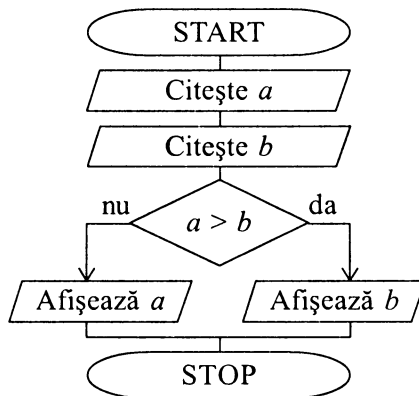 START
Citeşte a
Citeşte b
nu
a > b
da
Afişează a
Afişează b
STOP